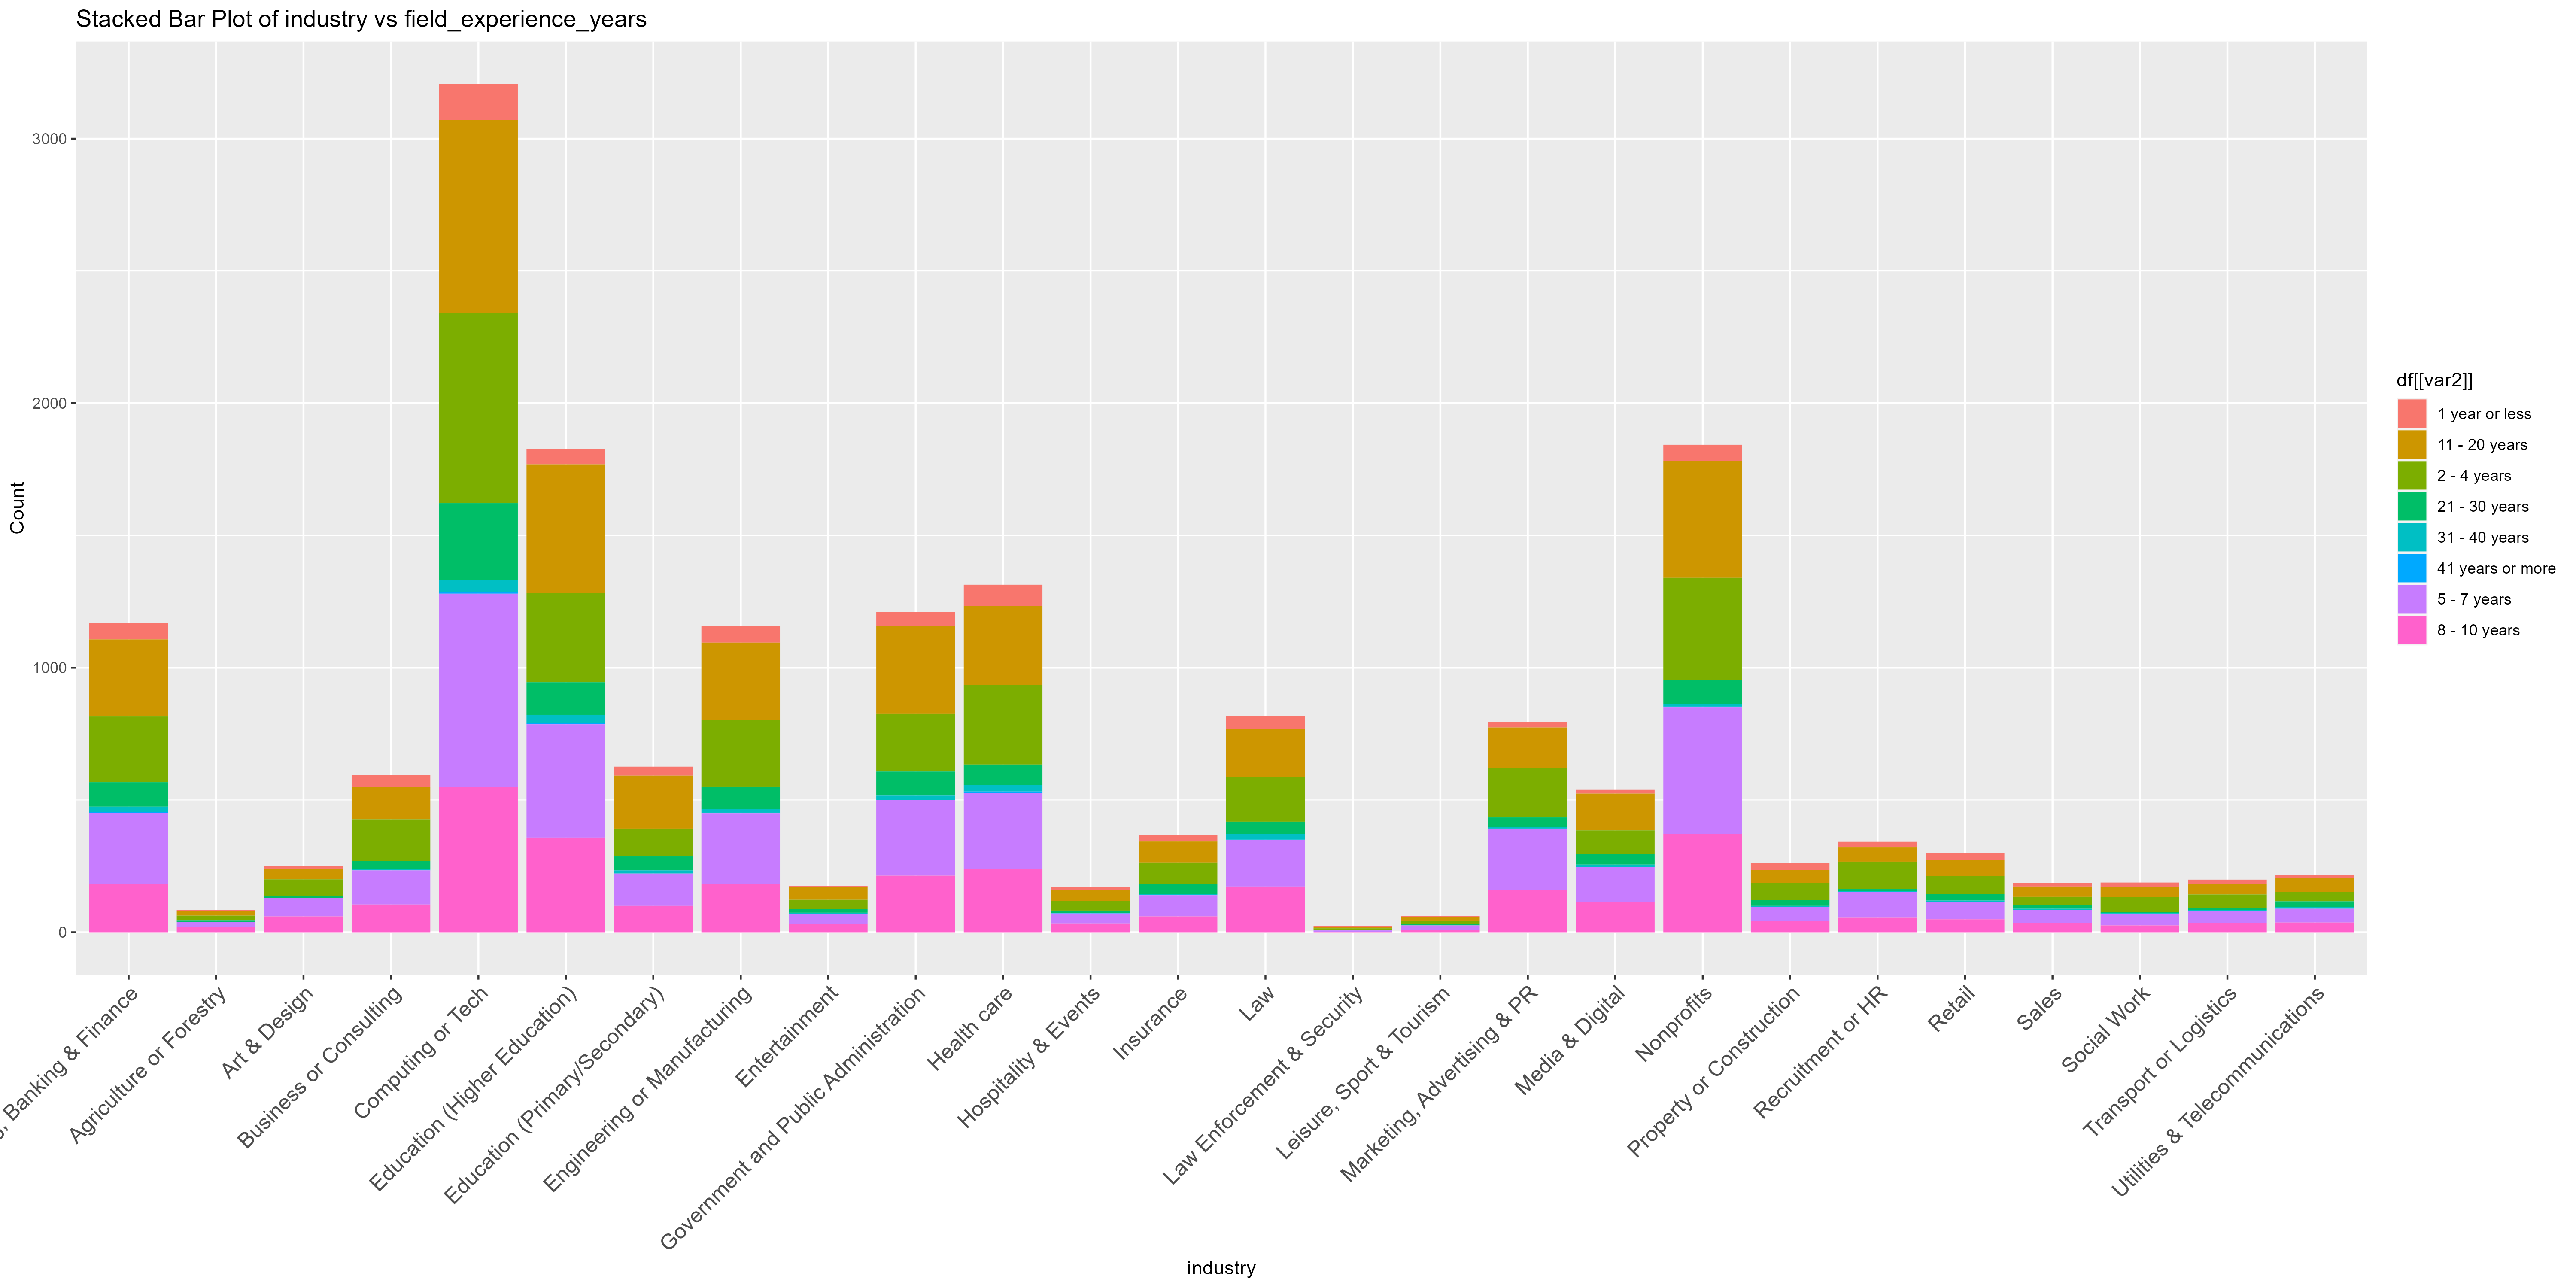 Stacked Bar Plot of industry vs field_experience_years
Count
3000
2000
1000
0
, Banking & Finance
Agriculture or Forestry
Art & Design
Business or Consulting
Computing or Tech
Education (Higher Education)
Education (Primary/Secondary)
Engineering or Manufacturing
Entertainment
Government and Public Administration
Health care
Hospitality & Events
Insurance
Law
Law Enforcement & Security
Leisure, Sport & Tourism
Marketing, Advertising & PR
Media & Digital
Nonprofits
Property or Construction
Recruitment or HR
Retail
Sales
Social Work
Transport or Logistics
Utilities & Telecommunications
industry
df[[var2]]
1 year or less
11 - 20 years
2 - 4 years
21 - 30 years
31 - 40 years
41 years or more
5 - 7 years
8 - 10 years